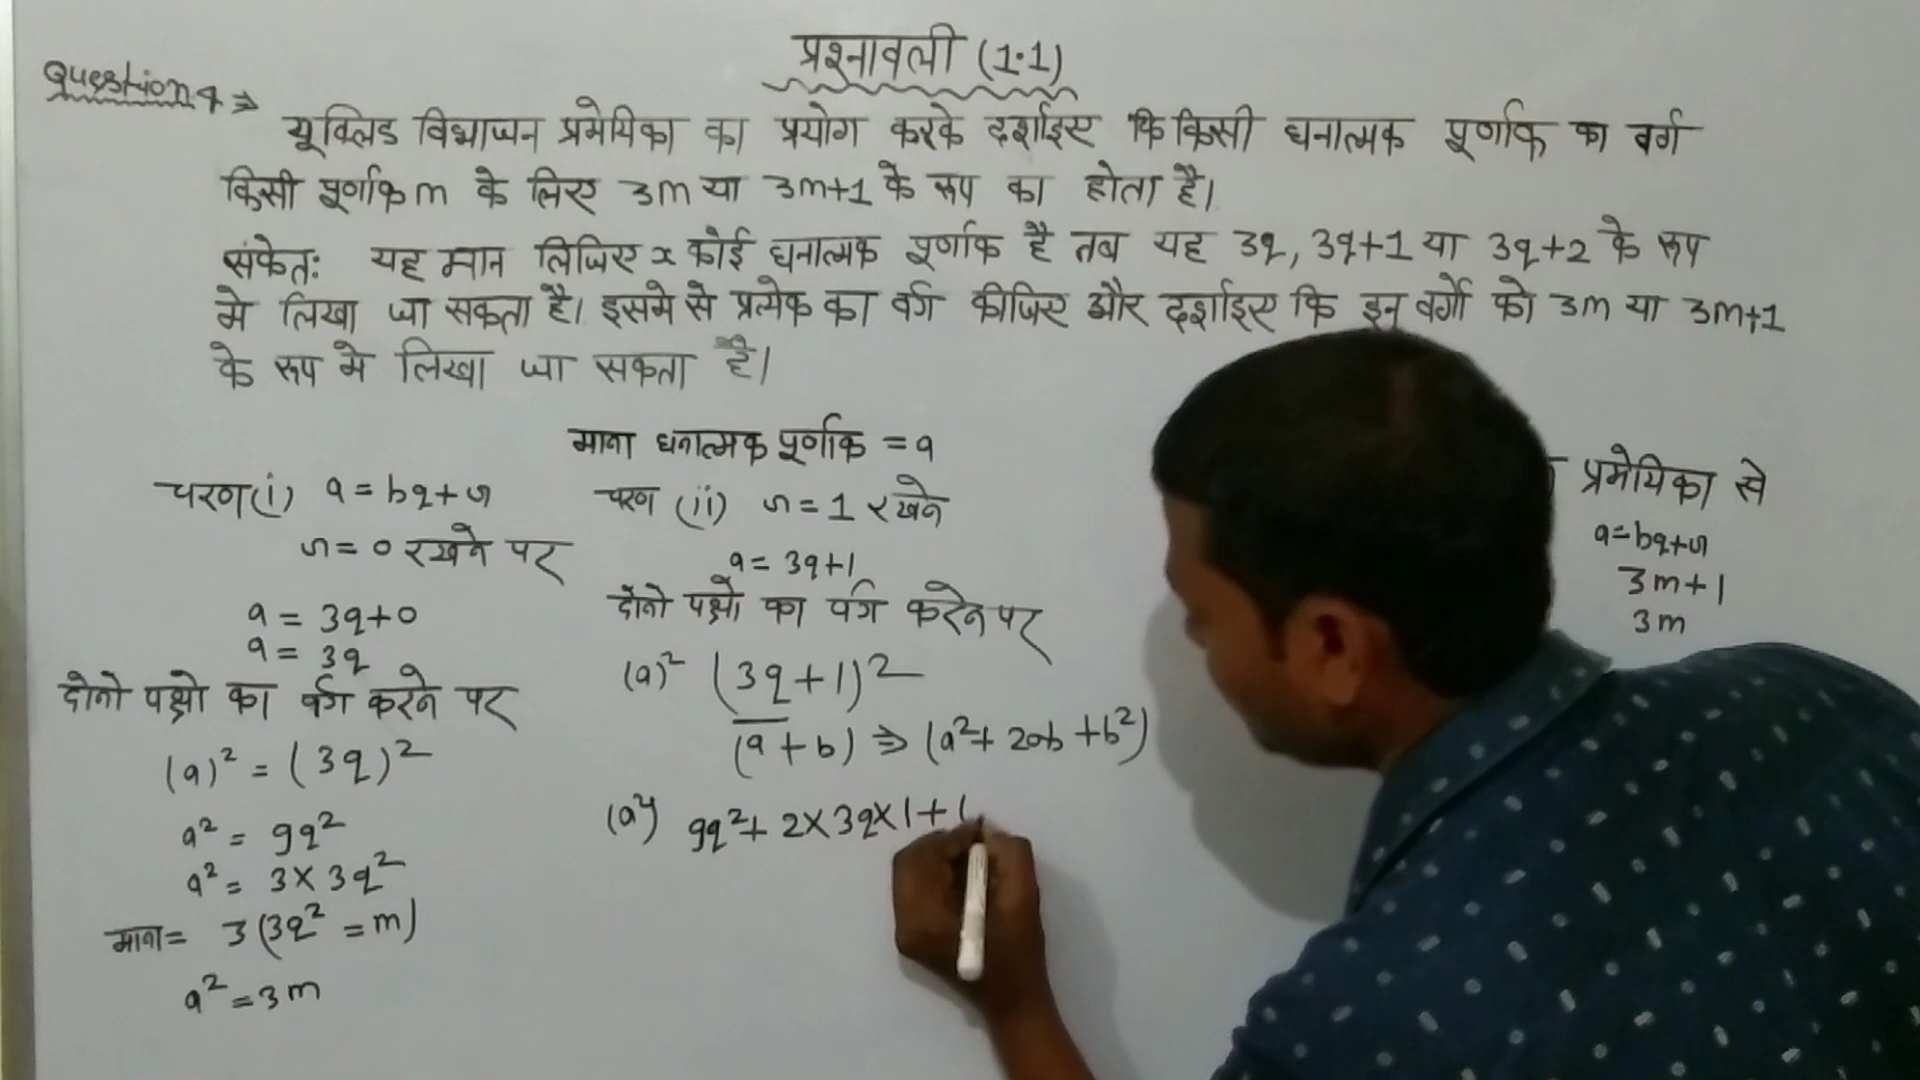 प्रश्नावली (1.1)
Question 4 ⇒
यूक्लिड विभाजन प्रमेयिका का प्रयोग करके दर्शाइए कि किसी धनात्मक पूर्णांक का वर्ग
किसी पूर्णांक m के लिए 3m या 3m+1 के रूप का होता है।
संकेत: यह मान लिजिए x कोई धनात्मक पूर्णांक है तब यह 3q, 3q+1 या 3q+2 के रूप
मे लिखा जा सकता है। इसमे से प्रत्येक का वर्ग कीजिए और दर्शाइए कि इन वर्गो को 3m या 3m+1
के रूप मे लिखा जा सकता है।
माना धनात्मक पूर्णांक = a
चरण (i) a = bq+r
r = 0 रखने पर
a = 3q+0
a = 3q
दोनो पक्षो का वर्ग करने पर
(a)² = (3q)²
a² = 9q²
a² = 3×3q²
माना= 3(3q² = m)
a² = 3m
चरण (ii) r = 1 रखने
a = 3q+1
दोनो पक्षो का वर्ग करने पर
(a)² (3q+1)²
(a+b) ⇒ (a²+2ab+b²)
(a²) 9q²+2×3q×1+1
प्रमेयिका से
a=bq+r
3m+1
3m